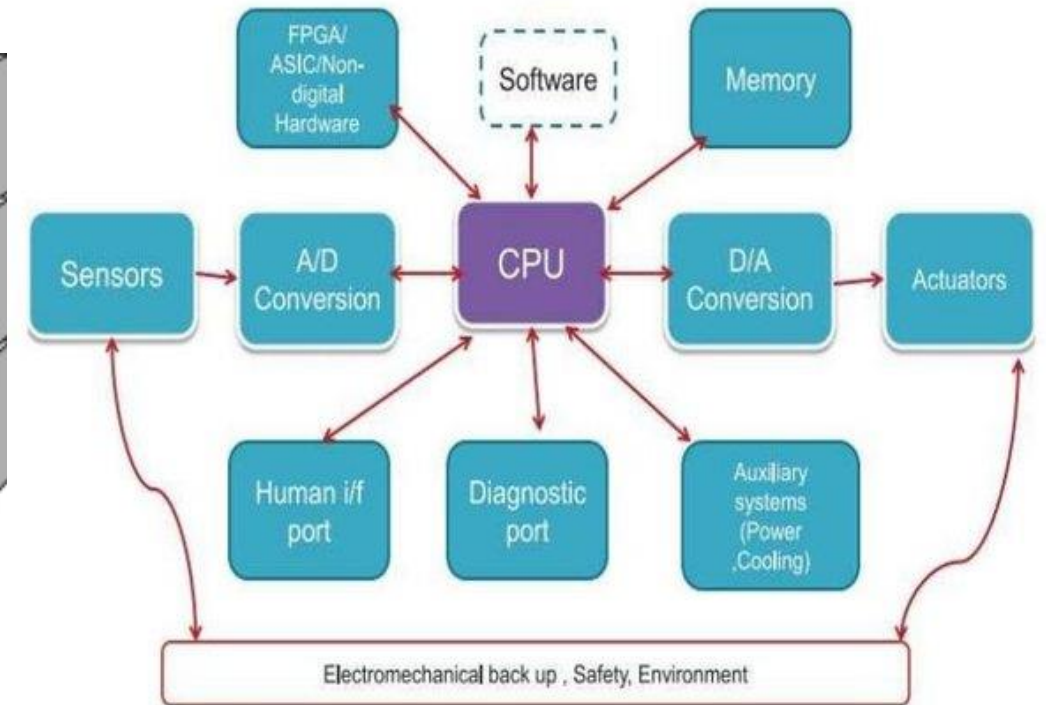 FPGA/
ASIC/Non-
digital
Hardware
Software
Memory
Sensors
A/D
Conversion
CPU
D/A
Conversion
Actuators
Human i/f
port
Diagnostic
port
Auxiliary
systems
(Power
,Cooling)
Electromechanical back up , Safety, Environment